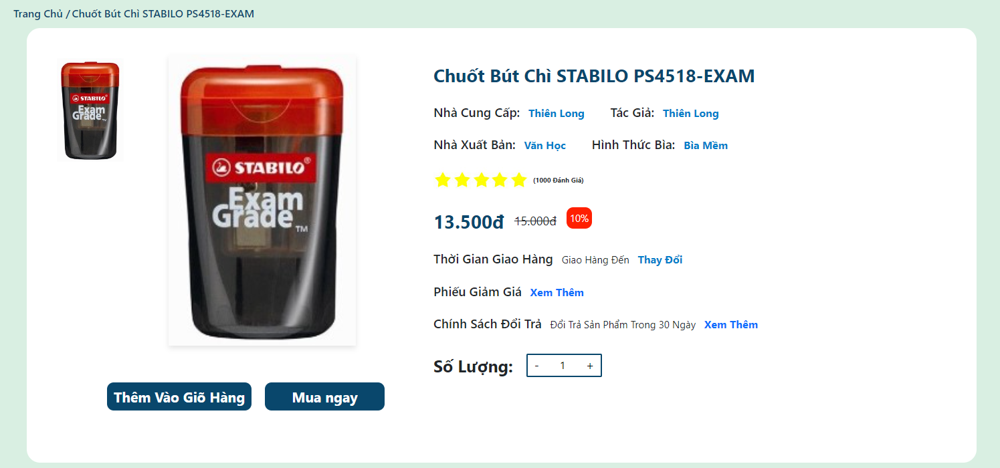 Trang Chủ / Chuốt Bút Chì STABILO PS4518-EXAM
STABILO®
Exam
Grade™
STABILO®
Exam
Grade™
Chuốt Bút Chì STABILO PS4518-EXAM
Nhà Cung Cấp: Thiên Long Tác Giả: Thiên Long
Nhà Xuất Bản: Văn Học Hình Thức Bìa: Bìa Mềm
(1000 Đánh Giá)
13.500đ 15.000đ 10%
Thời Gian Giao Hàng Giao Hàng Đến Thay Đổi
Phiếu Giảm Giá Xem Thêm
Chính Sách Đổi Trả Đổi Trả Sản Phẩm Trong 30 Ngày Xem Thêm
Số Lượng: - 1 +
Thêm Vào Giỏ Hàng Mua ngay